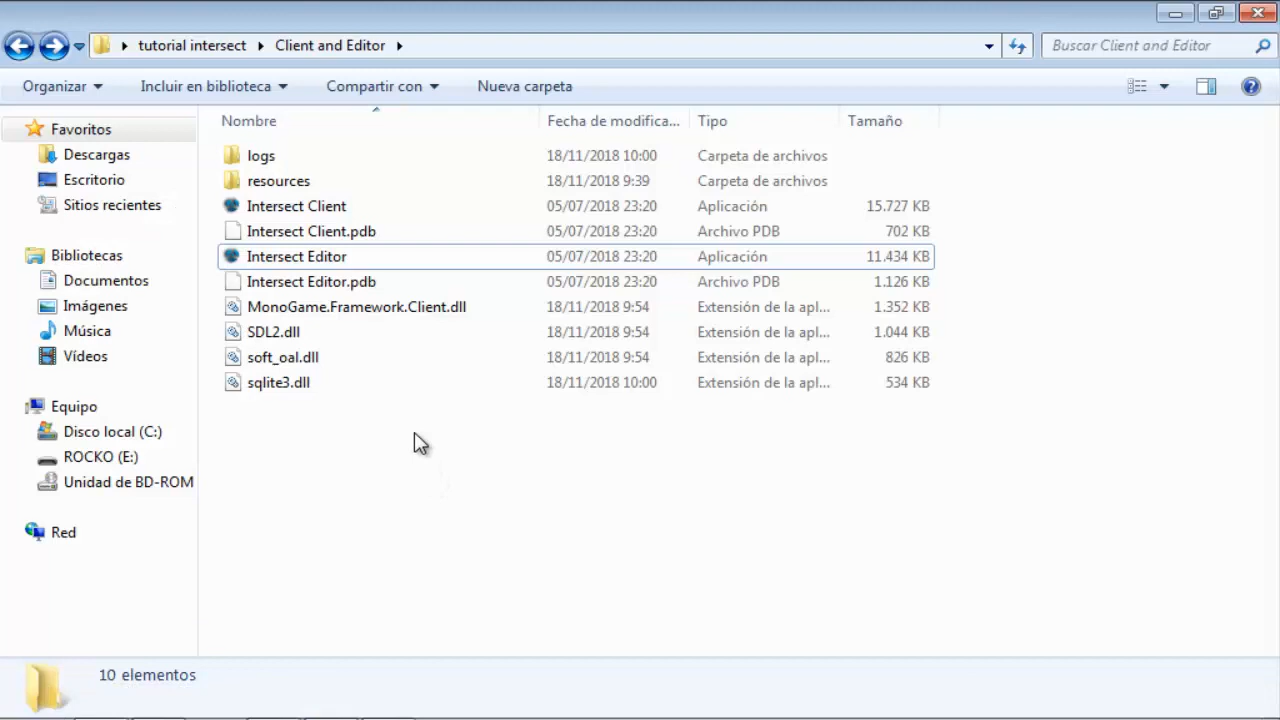 tutorial intersect Client and Editor Buscar Client and Editor
Organizar Incluir en biblioteca Compartir con Nueva carpeta
Nombre Fecha de modifica... Tipo Tamaño
Favoritos
Descargas
Escritorio
Sitios recientes
Bibliotecas
Documentos
Imágenes
Música
Vídeos
Equipo
Disco local (C:)
ROCKO (E:)
Unidad de BD-ROM
Red
logs 18/11/2018 10:00 Carpeta de archivos
resources 18/11/2018 9:39 Carpeta de archivos
Intersect Client 05/07/2018 23:20 Aplicación 15.727 KB
Intersect Client.pdb 05/07/2018 23:20 Archivo PDB 702 KB
Intersect Editor 05/07/2018 23:20 Aplicación 11.434 KB
Intersect Editor.pdb 05/07/2018 23:20 Archivo PDB 1.126 KB
MonoGame.Framework.Client.dll 18/11/2018 9:54 Extensión de la apl... 1.352 KB
SDL2.dll 18/11/2018 9:54 Extensión de la apl... 1.044 KB
soft_oal.dll 18/11/2018 9:54 Extensión de la apl... 826 KB
sqlite3.dll 18/11/2018 10:00 Extensión de la apl... 534 KB
10 elementos